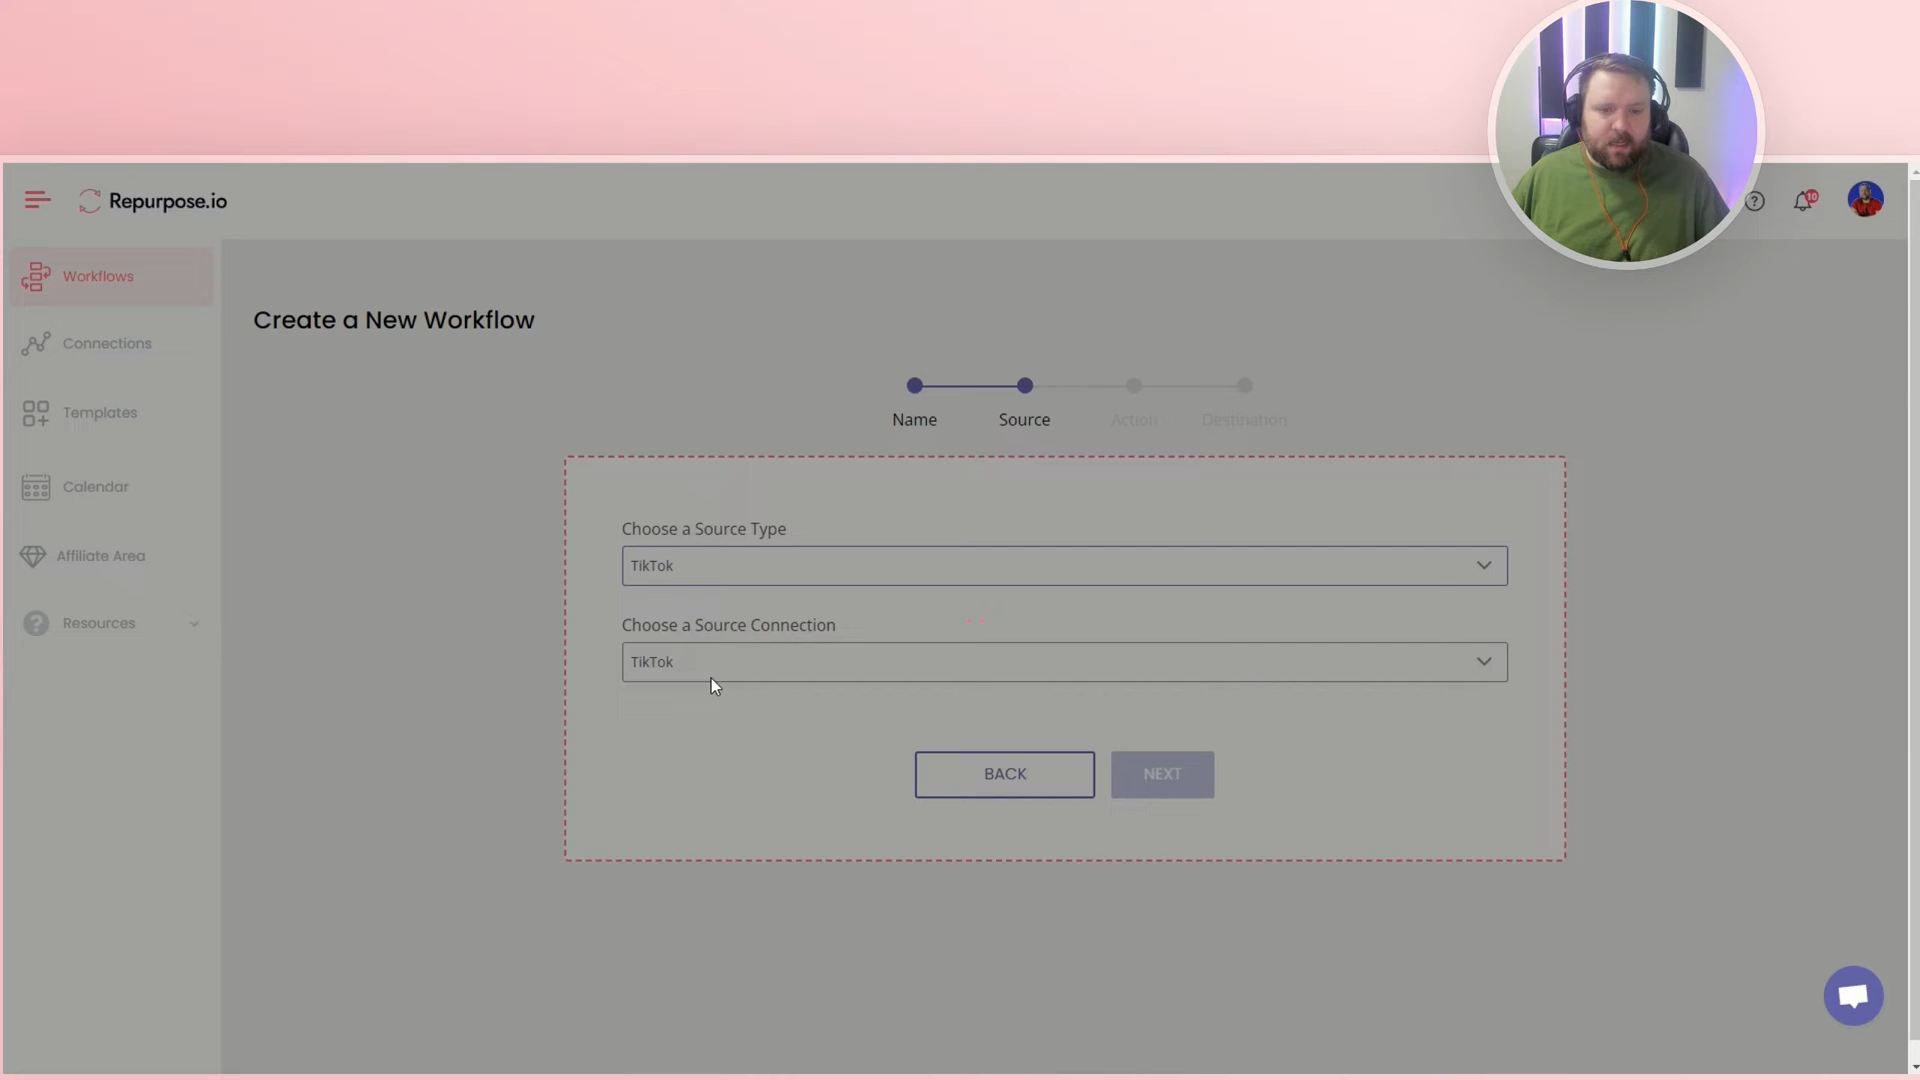 Repurpose.io
10
Workflows
Connections
Templates
Calendar
Affiliate Area
Resources
Create a New Workflow
Name
Source
Action
Destination
Choose a Source Type
TikTok
Choose a Source Connection
TikTok
BACK
NEXT